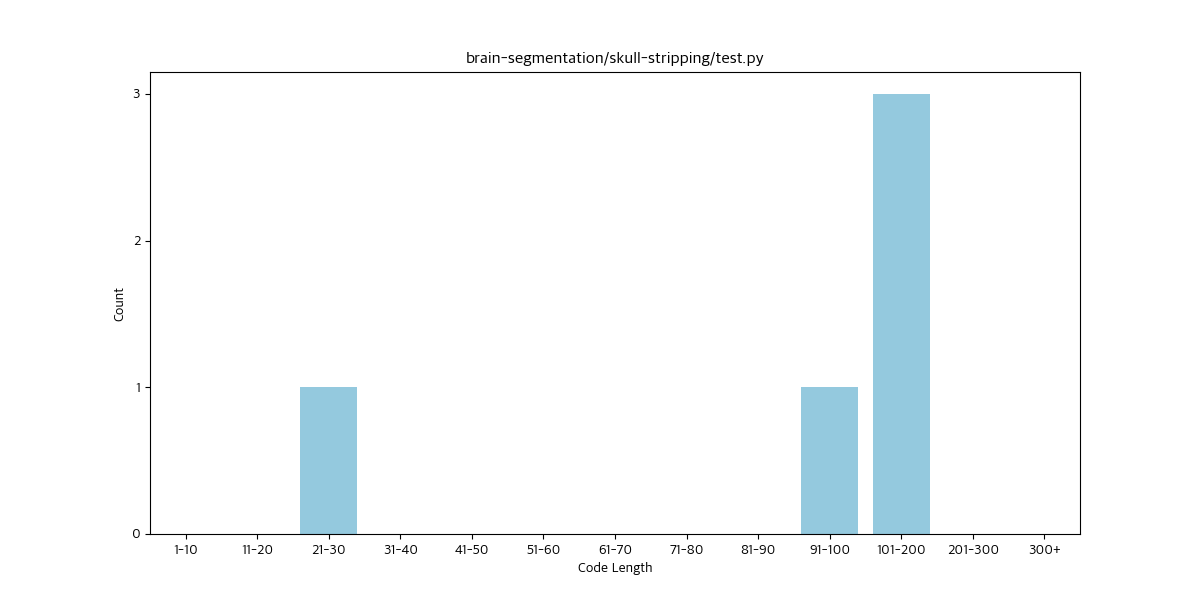 brain-segmentation/skull-stripping/test.py
3
2
1
0
Count
1-10 11-20 21-30 31-40 41-50 51-60 61-70 71-80 81-90 91-100 101-200 201-300 300+
Code Length